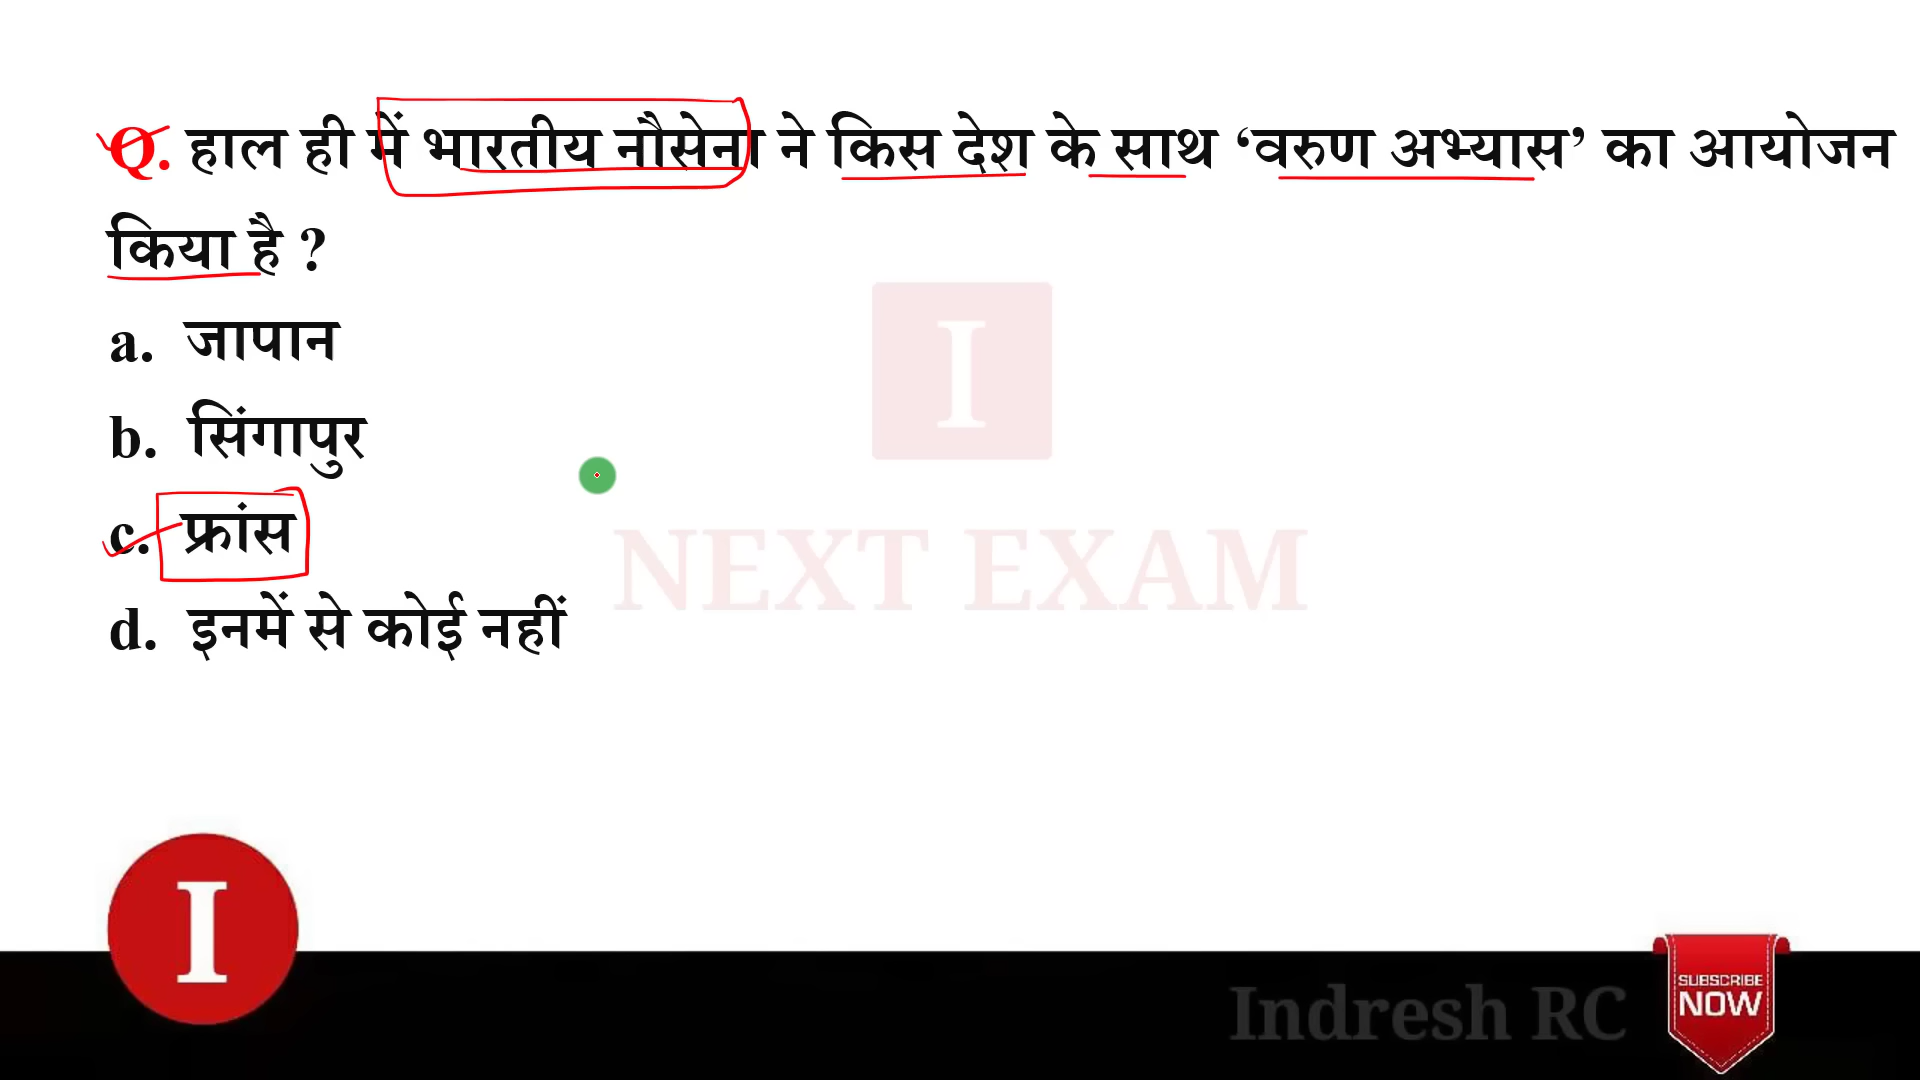 Q. हाल ही में भारतीय नौसेना ने किस देश के साथ ‘वरुण अभ्यास’ का आयोजन
किया है ?
a. जापान
b. सिंगापुर
c. फ्रांस
d. इनमें से कोई नहीं
I
NEXT EXAM
I
Indresh RC
SUBSCRIBE
NOW